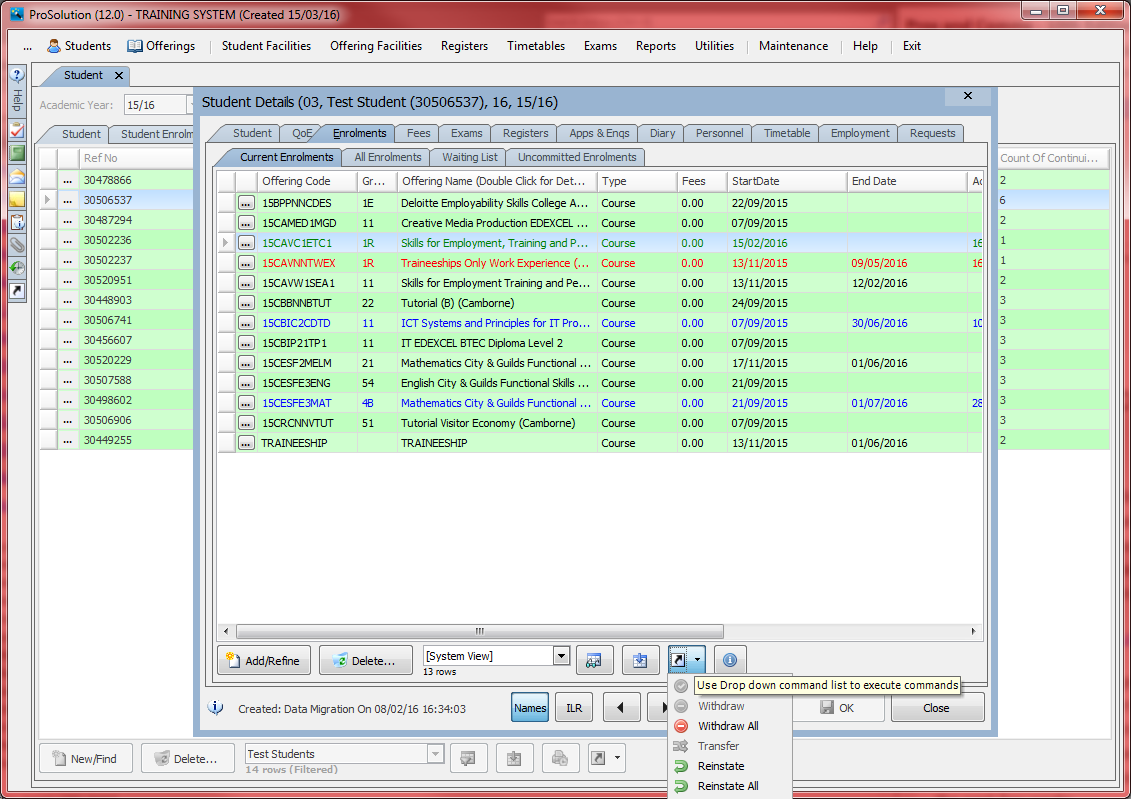 ProSolution (12.0) - TRAINING SYSTEM (Created 15/03/16)
... Students Offerings Student Facilities Offering Facilities Registers Timetables Exams Reports Utilities Maintenance Help Exit
Student
Help
Academic Year: 15/16
Student Student Enrolm
Ref No Count Of Continui...
... 30478866 2
... 30506537 6
... 30487294 2
... 30502236 1
... 30502237 1
... 30520951 2
... 30448903 3
... 30506741 3
... 30456607 3
... 30520229 3
... 30507588 3
... 30498602 3
... 30506906 3
... 30449255 2
Student Details (03, Test Student (30506537), 16, 15/16)
Student QoE Enrolments Fees Exams Registers Apps & Enqs Diary Personnel Timetable Employment Requests
Current Enrolments All Enrolments Waiting List Uncommitted Enrolments
Offering Code Gr... Offering Name (Double Click for Det... Type Fees StartDate End Date Ac
... 15BPPNNCDES 1E Deloitte Employability Skills College A... Course 0.00 22/09/2015
... 15CAMED1MGD 11 Creative Media Production EDEXCEL ... Course 0.00 07/09/2015
... 15CAVC1ETC1 1R Skills for Employment, Training and P... Course 0.00 15/02/2016 16
... 15CAVNNTWEX 1R Traineeships Only Work Experience (... Course 0.00 13/11/2015 09/05/2016 16
... 15CAVW1SEA1 11 Skills for Employment Training and Pe... Course 0.00 13/11/2015 12/02/2016
... 15CBBNNBTUT 22 Tutorial (B) (Camborne) Course 0.00 24/09/2015
... 15CBIC2CDTD 11 ICT Systems and Principles for IT Pro... Course 0.00 07/09/2015 30/06/2016 10
... 15CBIP21TP1 11 IT EDEXCEL BTEC Diploma Level 2 Course 0.00 07/09/2015
... 15CESF2MELM 21 Mathematics City & Guilds Functional ... Course 0.00 17/11/2015 01/06/2016
... 15CESFE3ENG 54 English City & Guilds Functional Skills ... Course 0.00 21/09/2015
... 15CESFE3MAT 4B Mathematics City & Guilds Functional ... Course 0.00 21/09/2015 01/07/2016 28
... 15CRCNNVTUT 51 Tutorial Visitor Economy (Camborne) Course 0.00 07/09/2015
... TRAINEESHIP TRAINEESHIP Course 0.00 13/11/2015 01/06/2016
Add/Refine Delete... [System View]
13 rows
Use Drop down command list to execute commands
Created: Data Migration On 08/02/16 16:34:03 Names ILR OK Close
Withdraw
Withdraw All
Transfer
Reinstate
Reinstate All
New/Find Delete... Test Students
14 rows (Filtered)